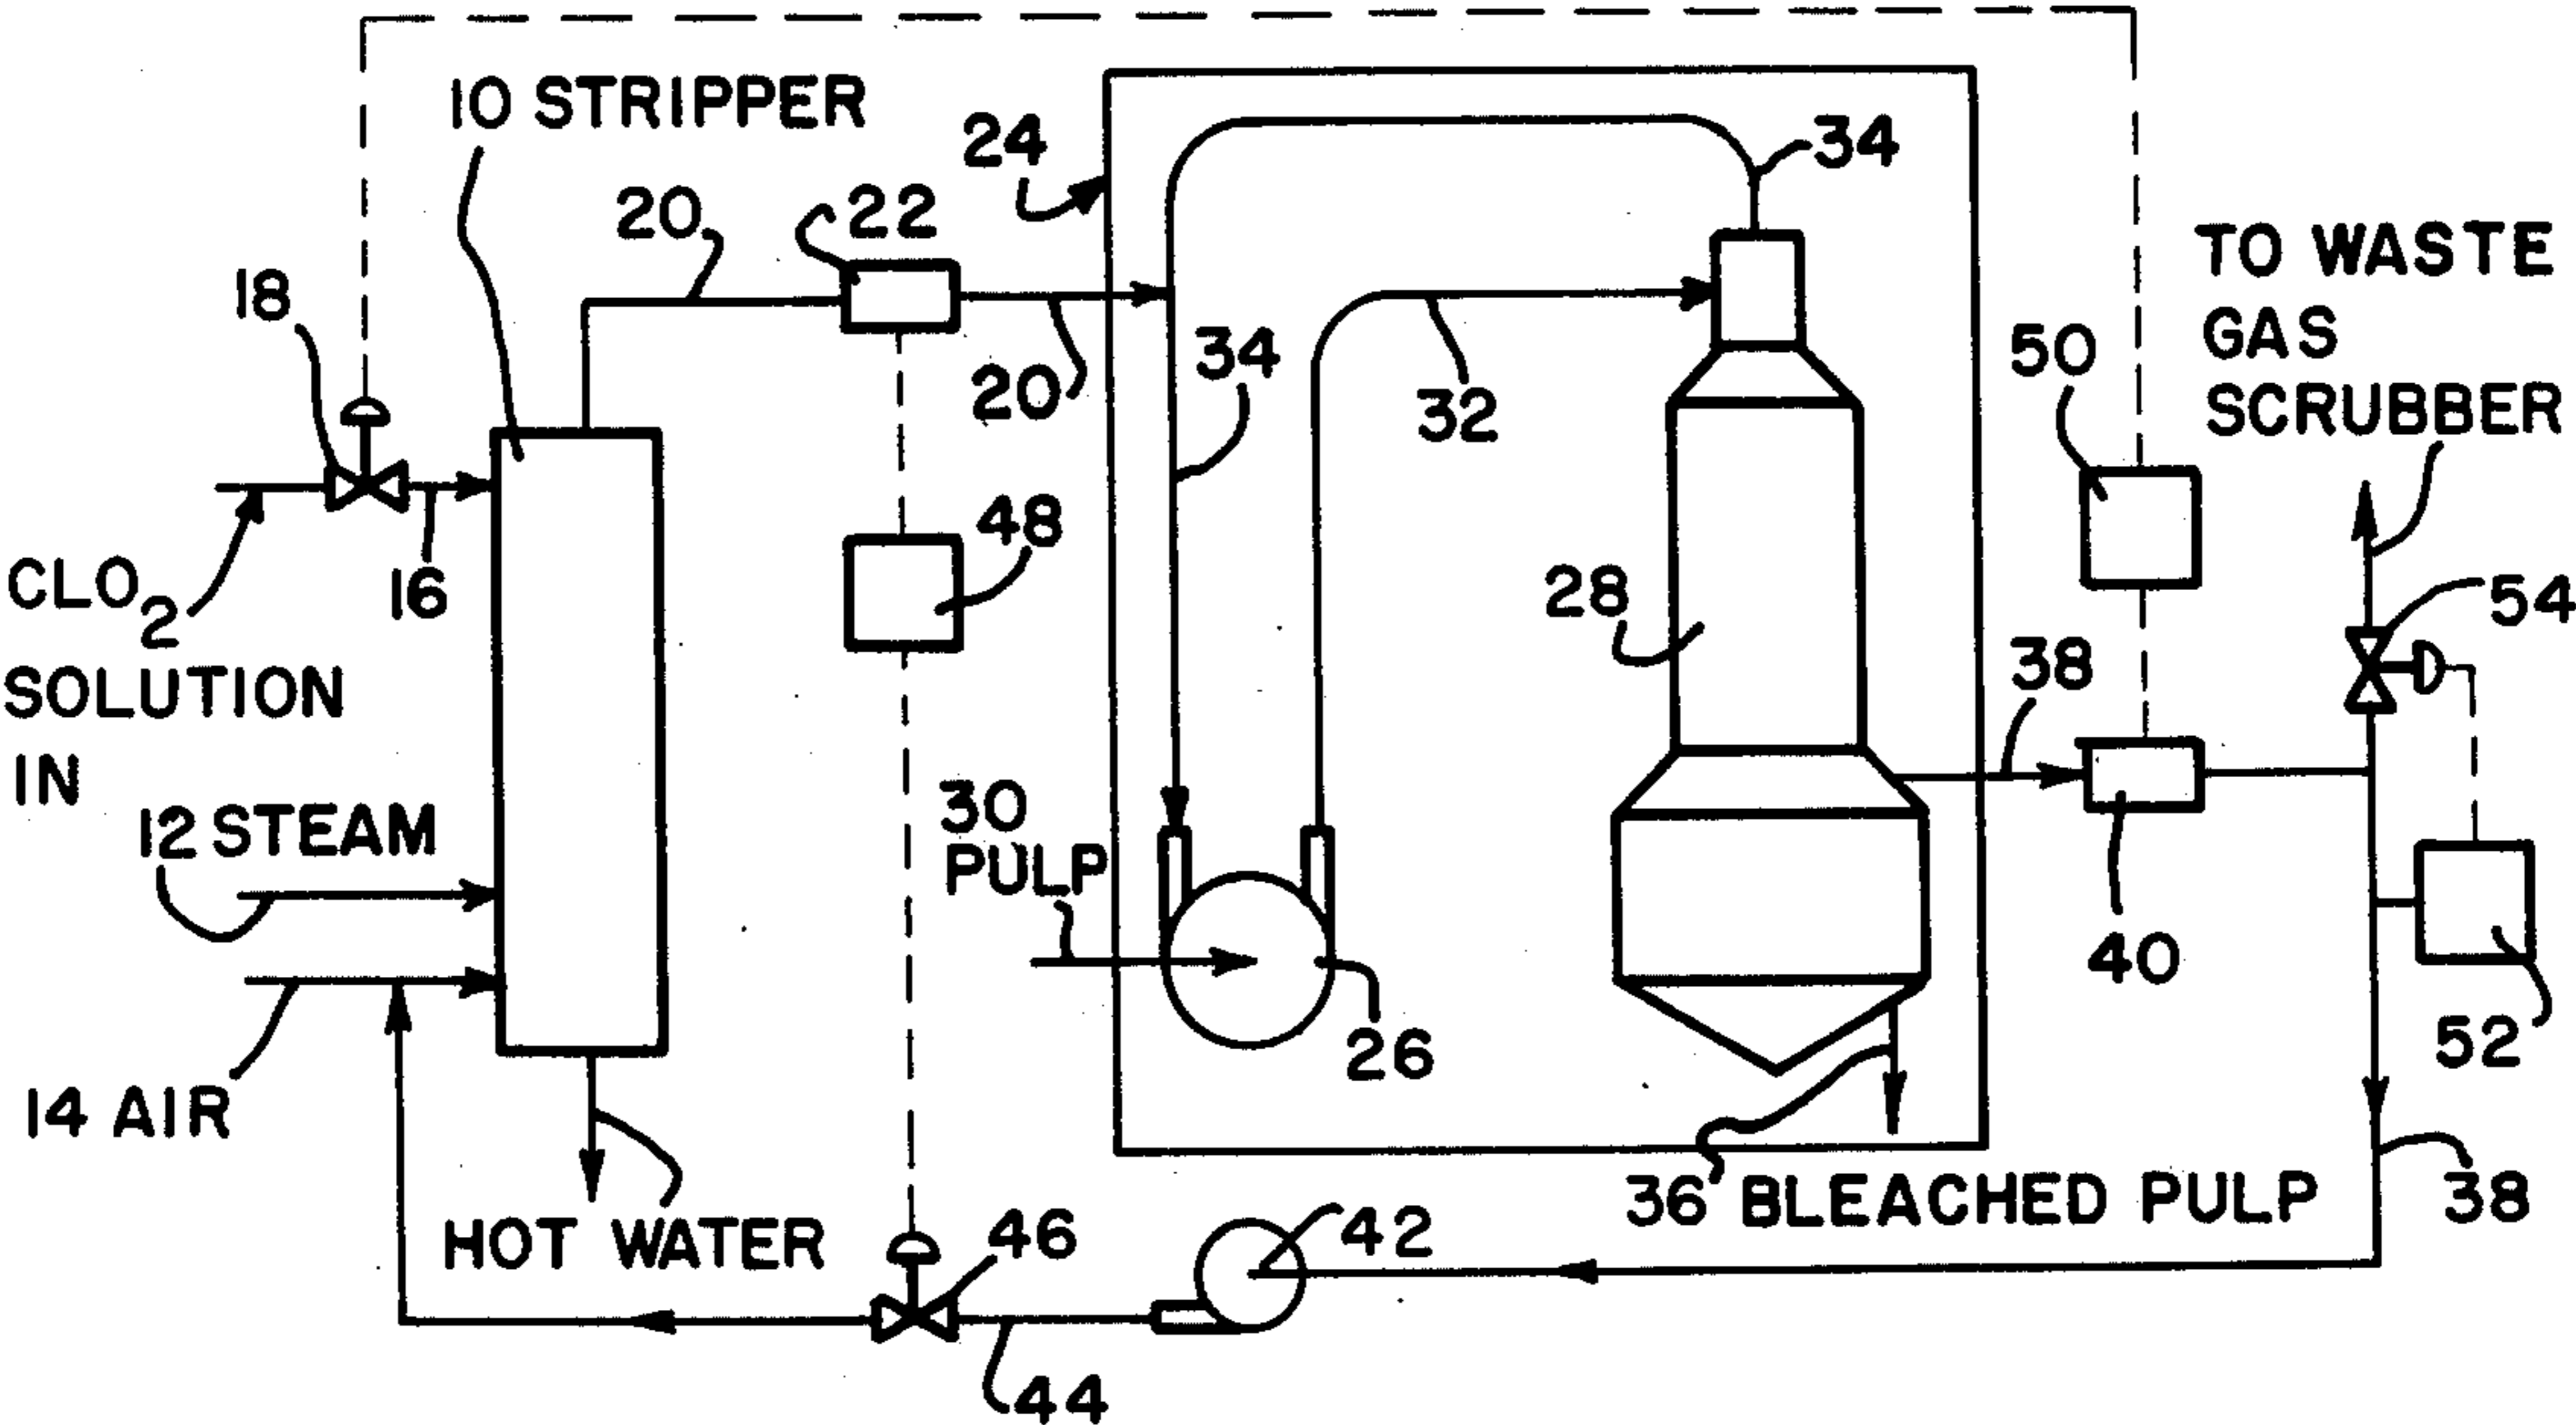 10 STRIPPER
24
34
20
22
18
TO WASTE
GAS
SCRUBBER
34
20
32
50
48
16
CLO2
SOLUTION
IN
28
54
38
12 STEAM
30
PULP
40
52
26
14 AIR
36 BLEACHED PULP
38
HOT WATER
46
42
44